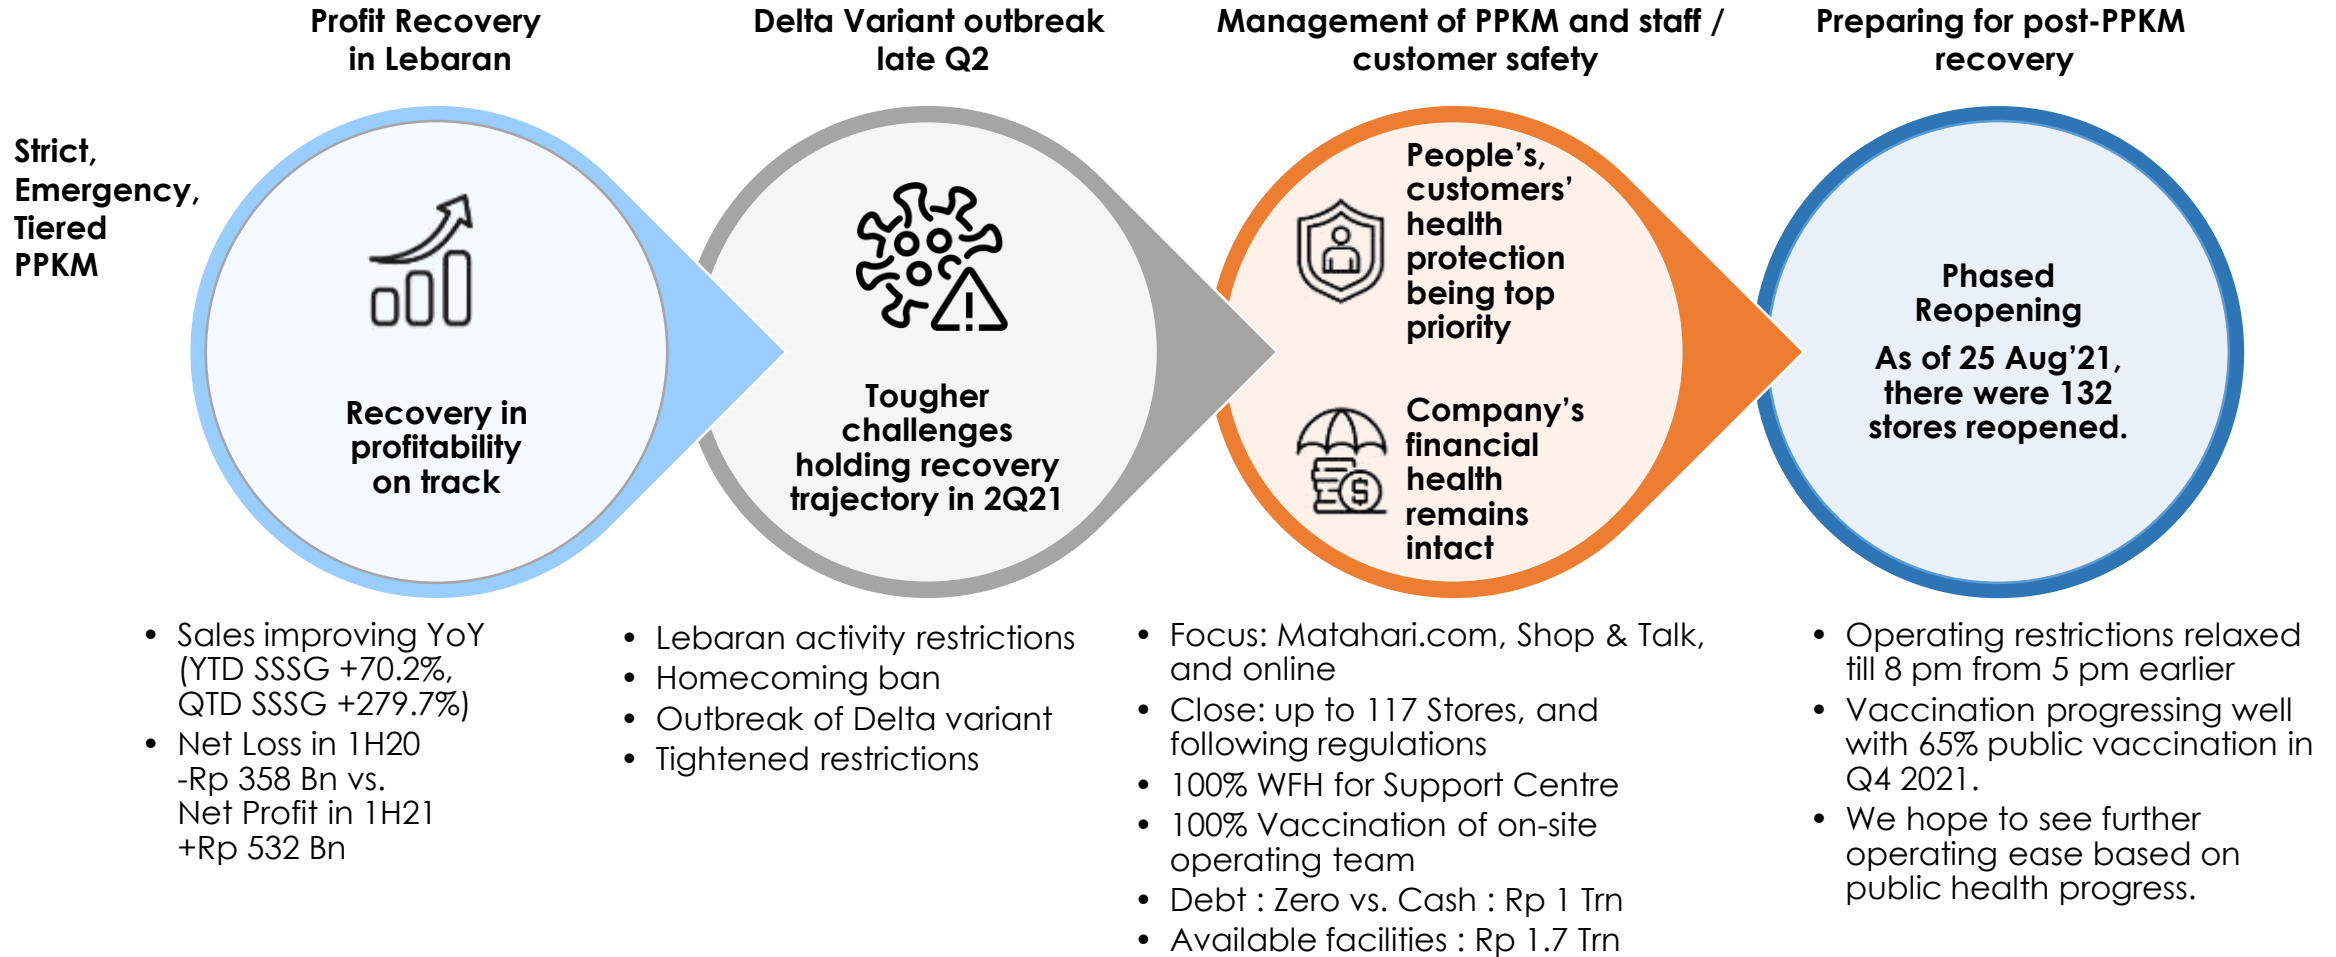 Profit Recovery
in Lebaran
Delta Variant outbreak
late Q2
Management of PPKM and staff /
customer safety
Preparing for post-PPKM
recovery
Strict,
Emergency,
Tiered
PPKM
Recovery in
profitability
on track
Tougher
challenges
holding recovery
trajectory in 2Q21
People’s,
customers’
health
protection
being top
priority
Company’s
financial
health
remains
intact
Phased
Reopening
As of 25 Aug’21,
there were 132
stores reopened.
• Sales improving YoY
(YTD SSSG +70.2%,
QTD SSSG +279.7%)
• Net Loss in 1H20
-Rp 358 Bn vs.
Net Profit in 1H21
+Rp 532 Bn
• Lebaran activity restrictions
• Homecoming ban
• Outbreak of Delta variant
• Tightened restrictions
• Focus: Matahari.com, Shop & Talk,
and online
• Close: up to 117 Stores, and
following regulations
• 100% WFH for Support Centre
• 100% Vaccination of on-site
operating team
• Debt : Zero vs. Cash : Rp 1 Trn
• Available facilities : Rp 1.7 Trn
• Operating restrictions relaxed
till 8 pm from 5 pm earlier
• Vaccination progressing well
with 65% public vaccination in
Q4 2021.
• We hope to see further
operating ease based on
public health progress.